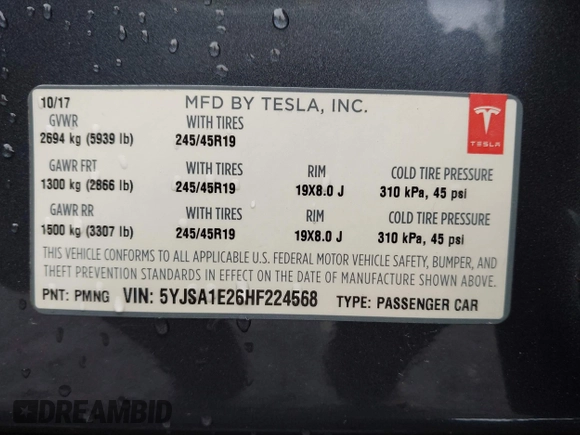 10/17 MFD BY TESLA, INC.
GVWR WITH TIRES
2694 kg (5939 lb) 245/45R19
TESLA
GAWR FRT WITH TIRES RIM COLD TIRE PRESSURE
1300 kg (2866 lb) 245/45R19 19X8.0 J 310 kPa, 45 psi
GAWR RR WITH TIRES RIM COLD TIRE PRESSURE
1500 kg (3307 lb) 245/45R19 19X8.0 J 310 kPa, 45 psi
THIS VEHICLE CONFORMS TO ALL APPLICABLE U.S. FEDERAL MOTOR VEHICLE SAFETY, BUMPER, AND
THEFT PREVENTION STANDARDS IN EFFECT ON THE DATE OF MANUFACTURE SHOWN ABOVE.
PNT: PMNG VIN: 5YJSA1E26HF224568 TYPE: PASSENGER CAR
DREAMBID